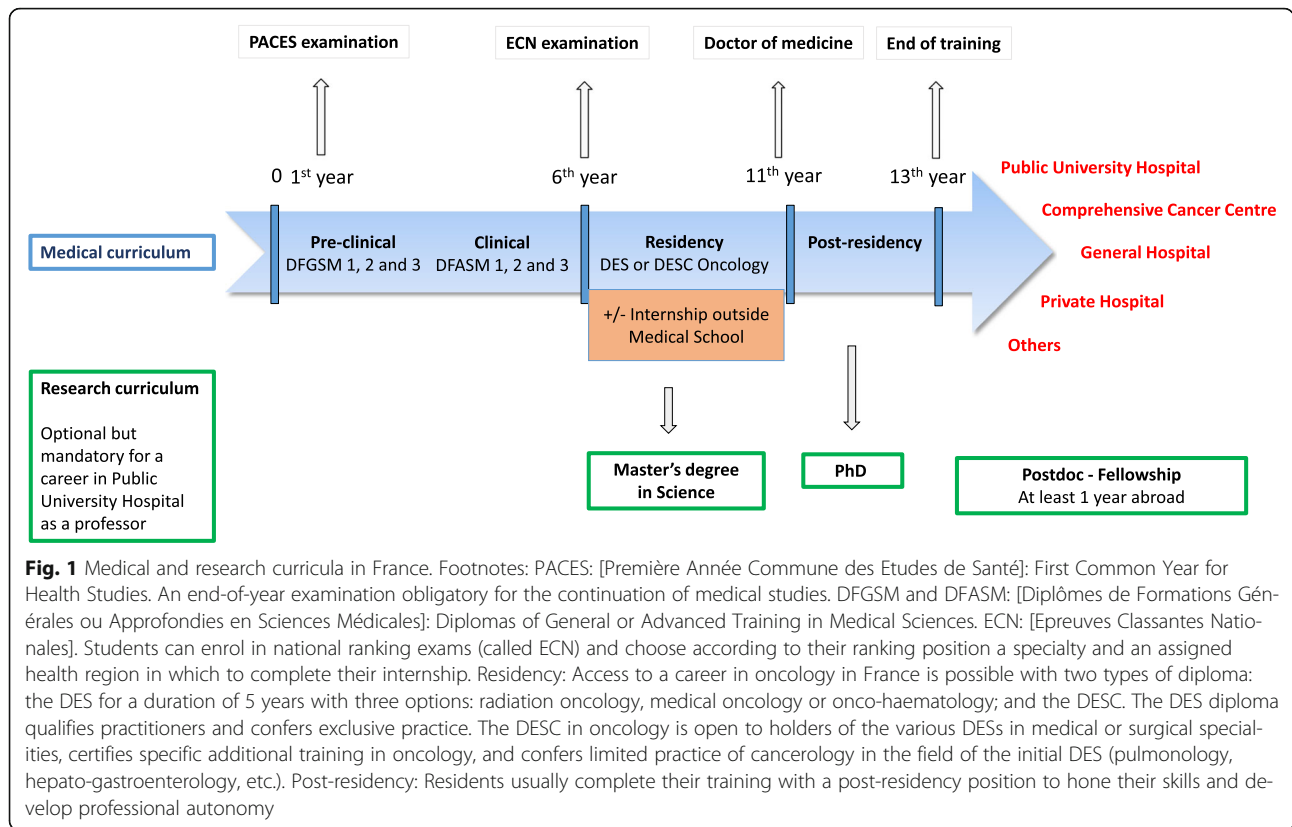 PACES examination
ECN examination
Doctor of medicine
End of training
0
1st year
6th year
11th year
13th year
Medical curriculum
Pre-clinical
DFGSM 1, 2 and 3
Clinical
DFASM 1, 2 and 3
Residency
DES or DESC Oncology
Post-residency
+/- Internship outside
Medical School
Public University Hospital
Comprehensive Cancer Centre
General Hospital
Private Hospital
Others
Research curriculum
Optional but
mandatory for a
career in Public
University Hospital
as a professor
Master's degree
in Science
PhD
Postdoc - Fellowship
At least 1 year abroad
Fig. 1 Medical and research curricula in France. Footnotes: PACES: [Première Année Commune des Etudes de Santé]: First Common Year for
Health Studies. An end-of-year examination obligatory for the continuation of medical studies. DFGSM and DFASM: [Diplômes de Formations Gén-
érales ou Approfondies en Sciences Médicales]: Diplomas of General or Advanced Training in Medical Sciences. ECN: [Epreuves Classantes Natio-
nales]. Students can enrol in national ranking exams (called ECN) and choose according to their ranking position a specialty and an assigned
health region in which to complete their internship. Residency: Access to a career in oncology in France is possible with two types of diploma:
the DES for a duration of 5 years with three options: radiation oncology, medical oncology or onco-haematology; and the DESC. The DES diploma
qualifies practitioners and confers exclusive practice. The DESC in oncology is open to holders of the various DESs in medical or surgical special-
ities, certifies specific additional training in oncology, and confers limited practice of cancerology in the field of the initial DES (pulmonology,
hepato-gastroenterology, etc.). Post-residency: Residents usually complete their training with a post-residency position to hone their skills and de-
velop professional autonomy